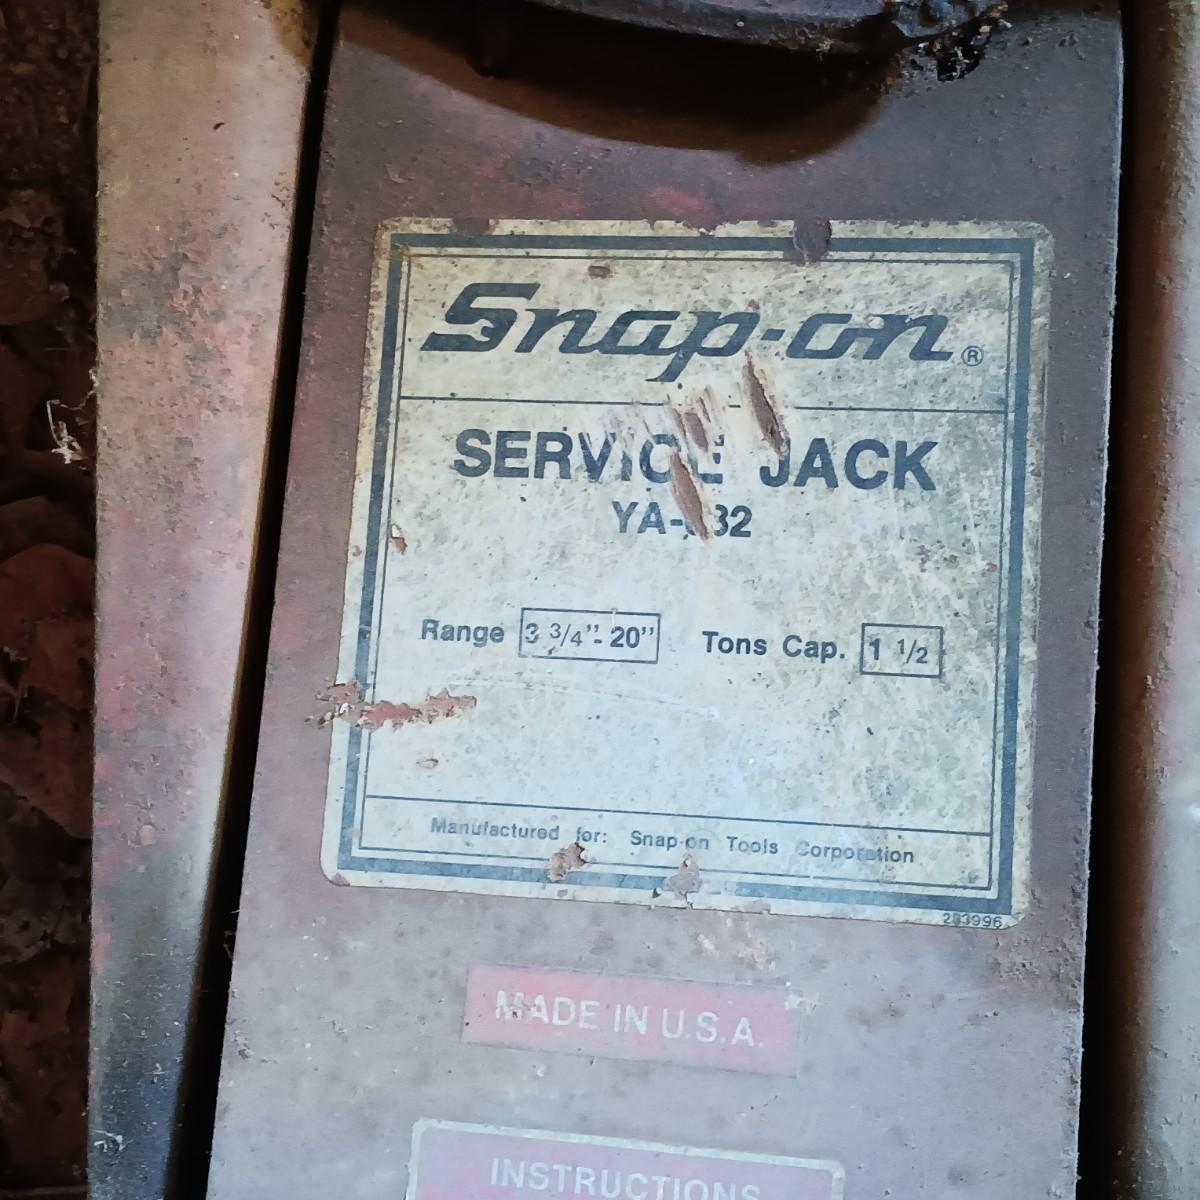 Snap-on ®
SERVICE JACK
Range 3 3/4"- 20" Tons Cap. 1 1/2
Manufactured for: Snap-on Tools Corporation
283996
MADE IN U.S.A.
INSTRUCTIONS